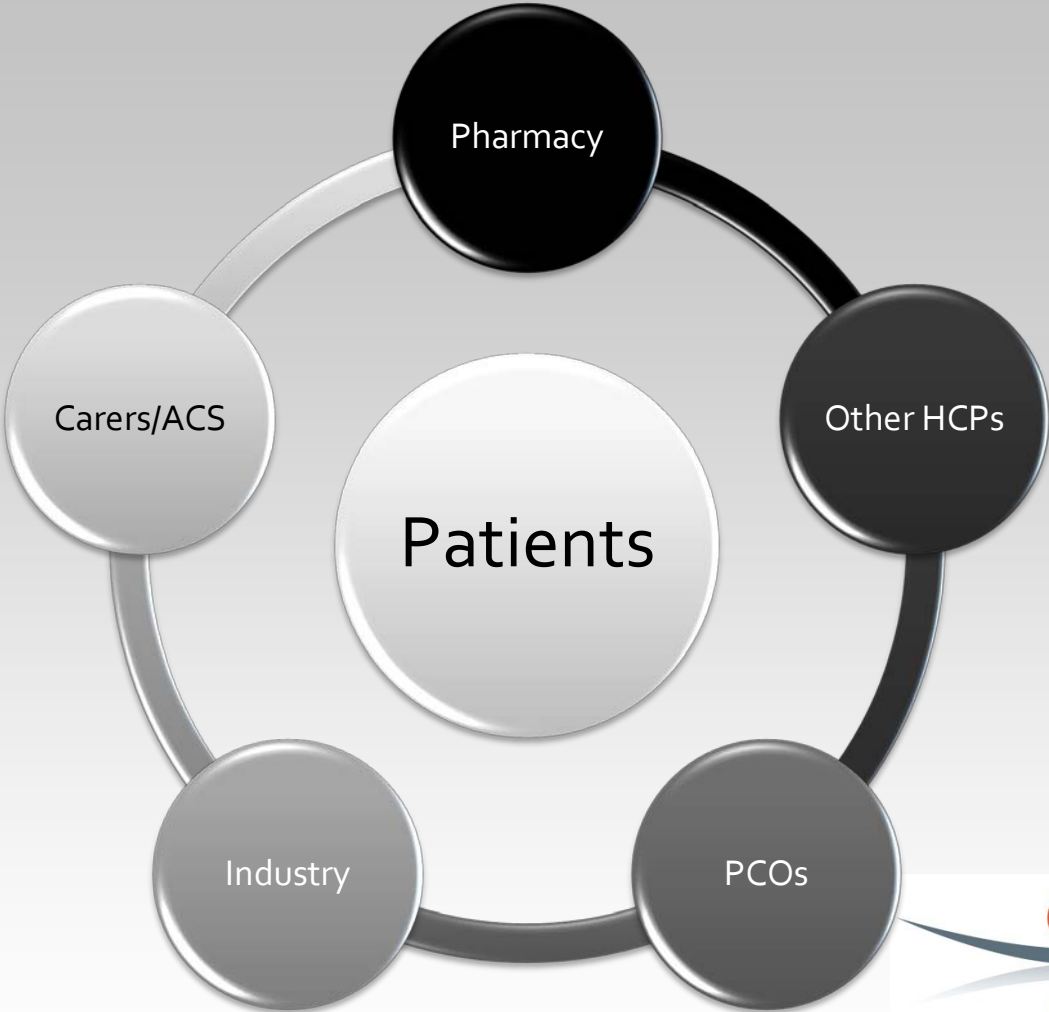 Pharmacy
Carers/ACS
Other HCPs
Patients
Industry
PCOs